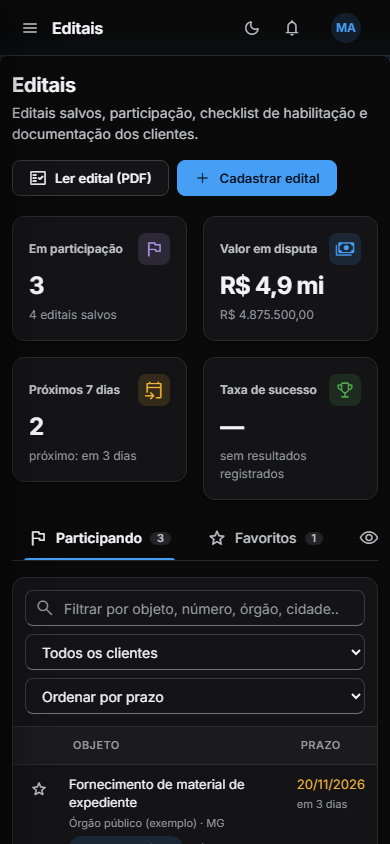 Editais
MA
Editais
Editais salvos, participação, checklist de habilitação e
documentação dos clientes.
Ler edital (PDF)
Cadastrar edital
Em participação
3
4 editais salvos
Valor em disputa
R$ 4,9 mi
R$ 4.875.500,00
Próximos 7 dias
2
próximo: em 3 dias
Taxa de sucesso
—
sem resultados
registrados
Participando 3
Favoritos 1
Filtrar por objeto, número, órgão, cidade..
Todos os clientes
Ordenar por prazo
OBJETO
PRAZO
Fornecimento de material de
expediente
Órgão público (exemplo) · MG
20/11/2026
em 3 dias